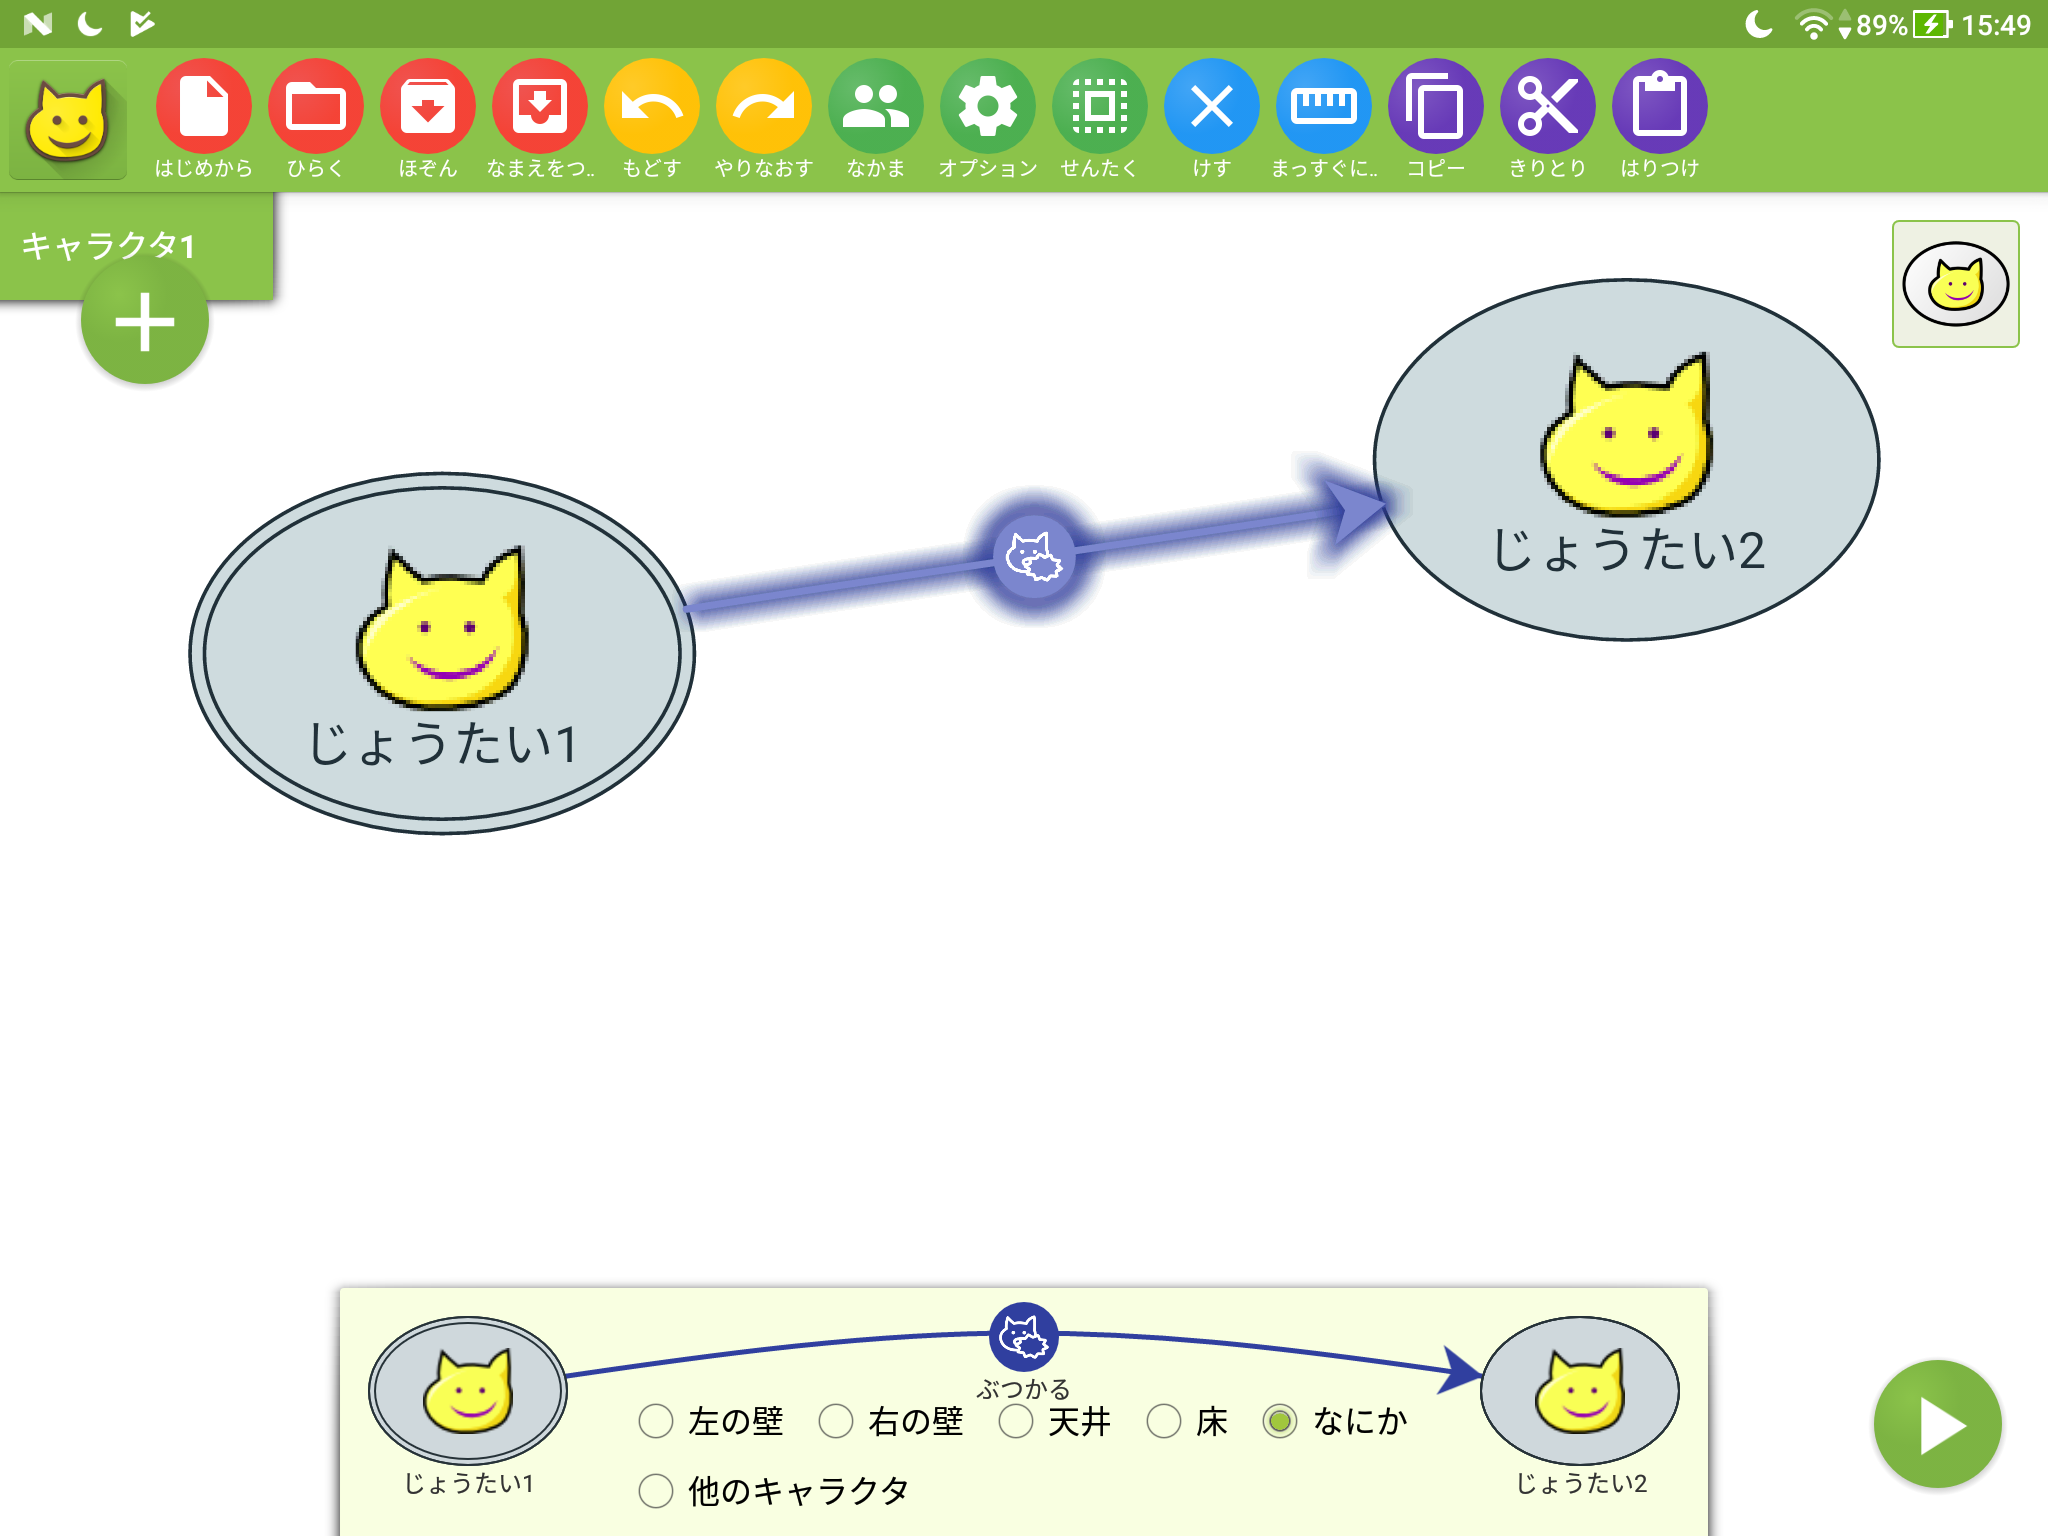 89% 15:49
はじめから ひらく ほぞん なまえをつ.. もどす やりなおす なかま オプション せんたく けす まっすぐに.. コピー きりとり はりつけ
キャラクタ1
じょうたい2
じょうたい1
ぶつかる
左の壁 右の壁 天井 床 なにか
他のキャラクタ
じょうたい1 じょうたい2